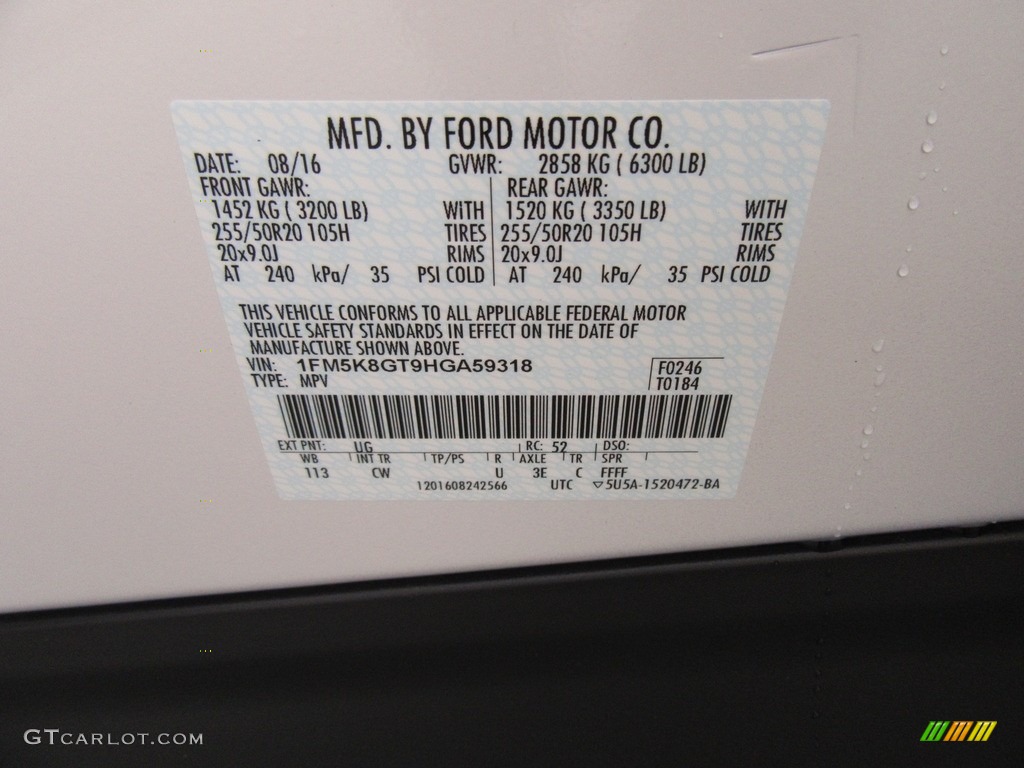 MFD. BY FORD MOTOR CO.
DATE: 08/16 GVWR: 2858 KG ( 6300 LB)
FRONT GAWR: REAR GAWR:
1452 KG ( 3200 LB) WITH 1520 KG ( 3350 LB) WITH
255/50R20 105H TIRES 255/50R20 105H TIRES
20x9.0J RIMS 20x9.0J RIMS
AT 240 kPa/ 35 PSI COLD AT 240 kPa/ 35 PSI COLD
THIS VEHICLE CONFORMS TO ALL APPLICABLE FEDERAL MOTOR
VEHICLE SAFETY STANDARDS IN EFFECT ON THE DATE OF
MANUFACTURE SHOWN ABOVE.
VIN: 1FM5K8GT9HGA59318 F0246
TYPE: MPV T0184
EXT PNT: UG RC: 52 DSO:
WB INT TR TP/PS R AXLE TR SPR
113 CW U 3E C FFFF
1201608242566 UTC ▽5U5A-1520472-BA
GTCARLOT.COM